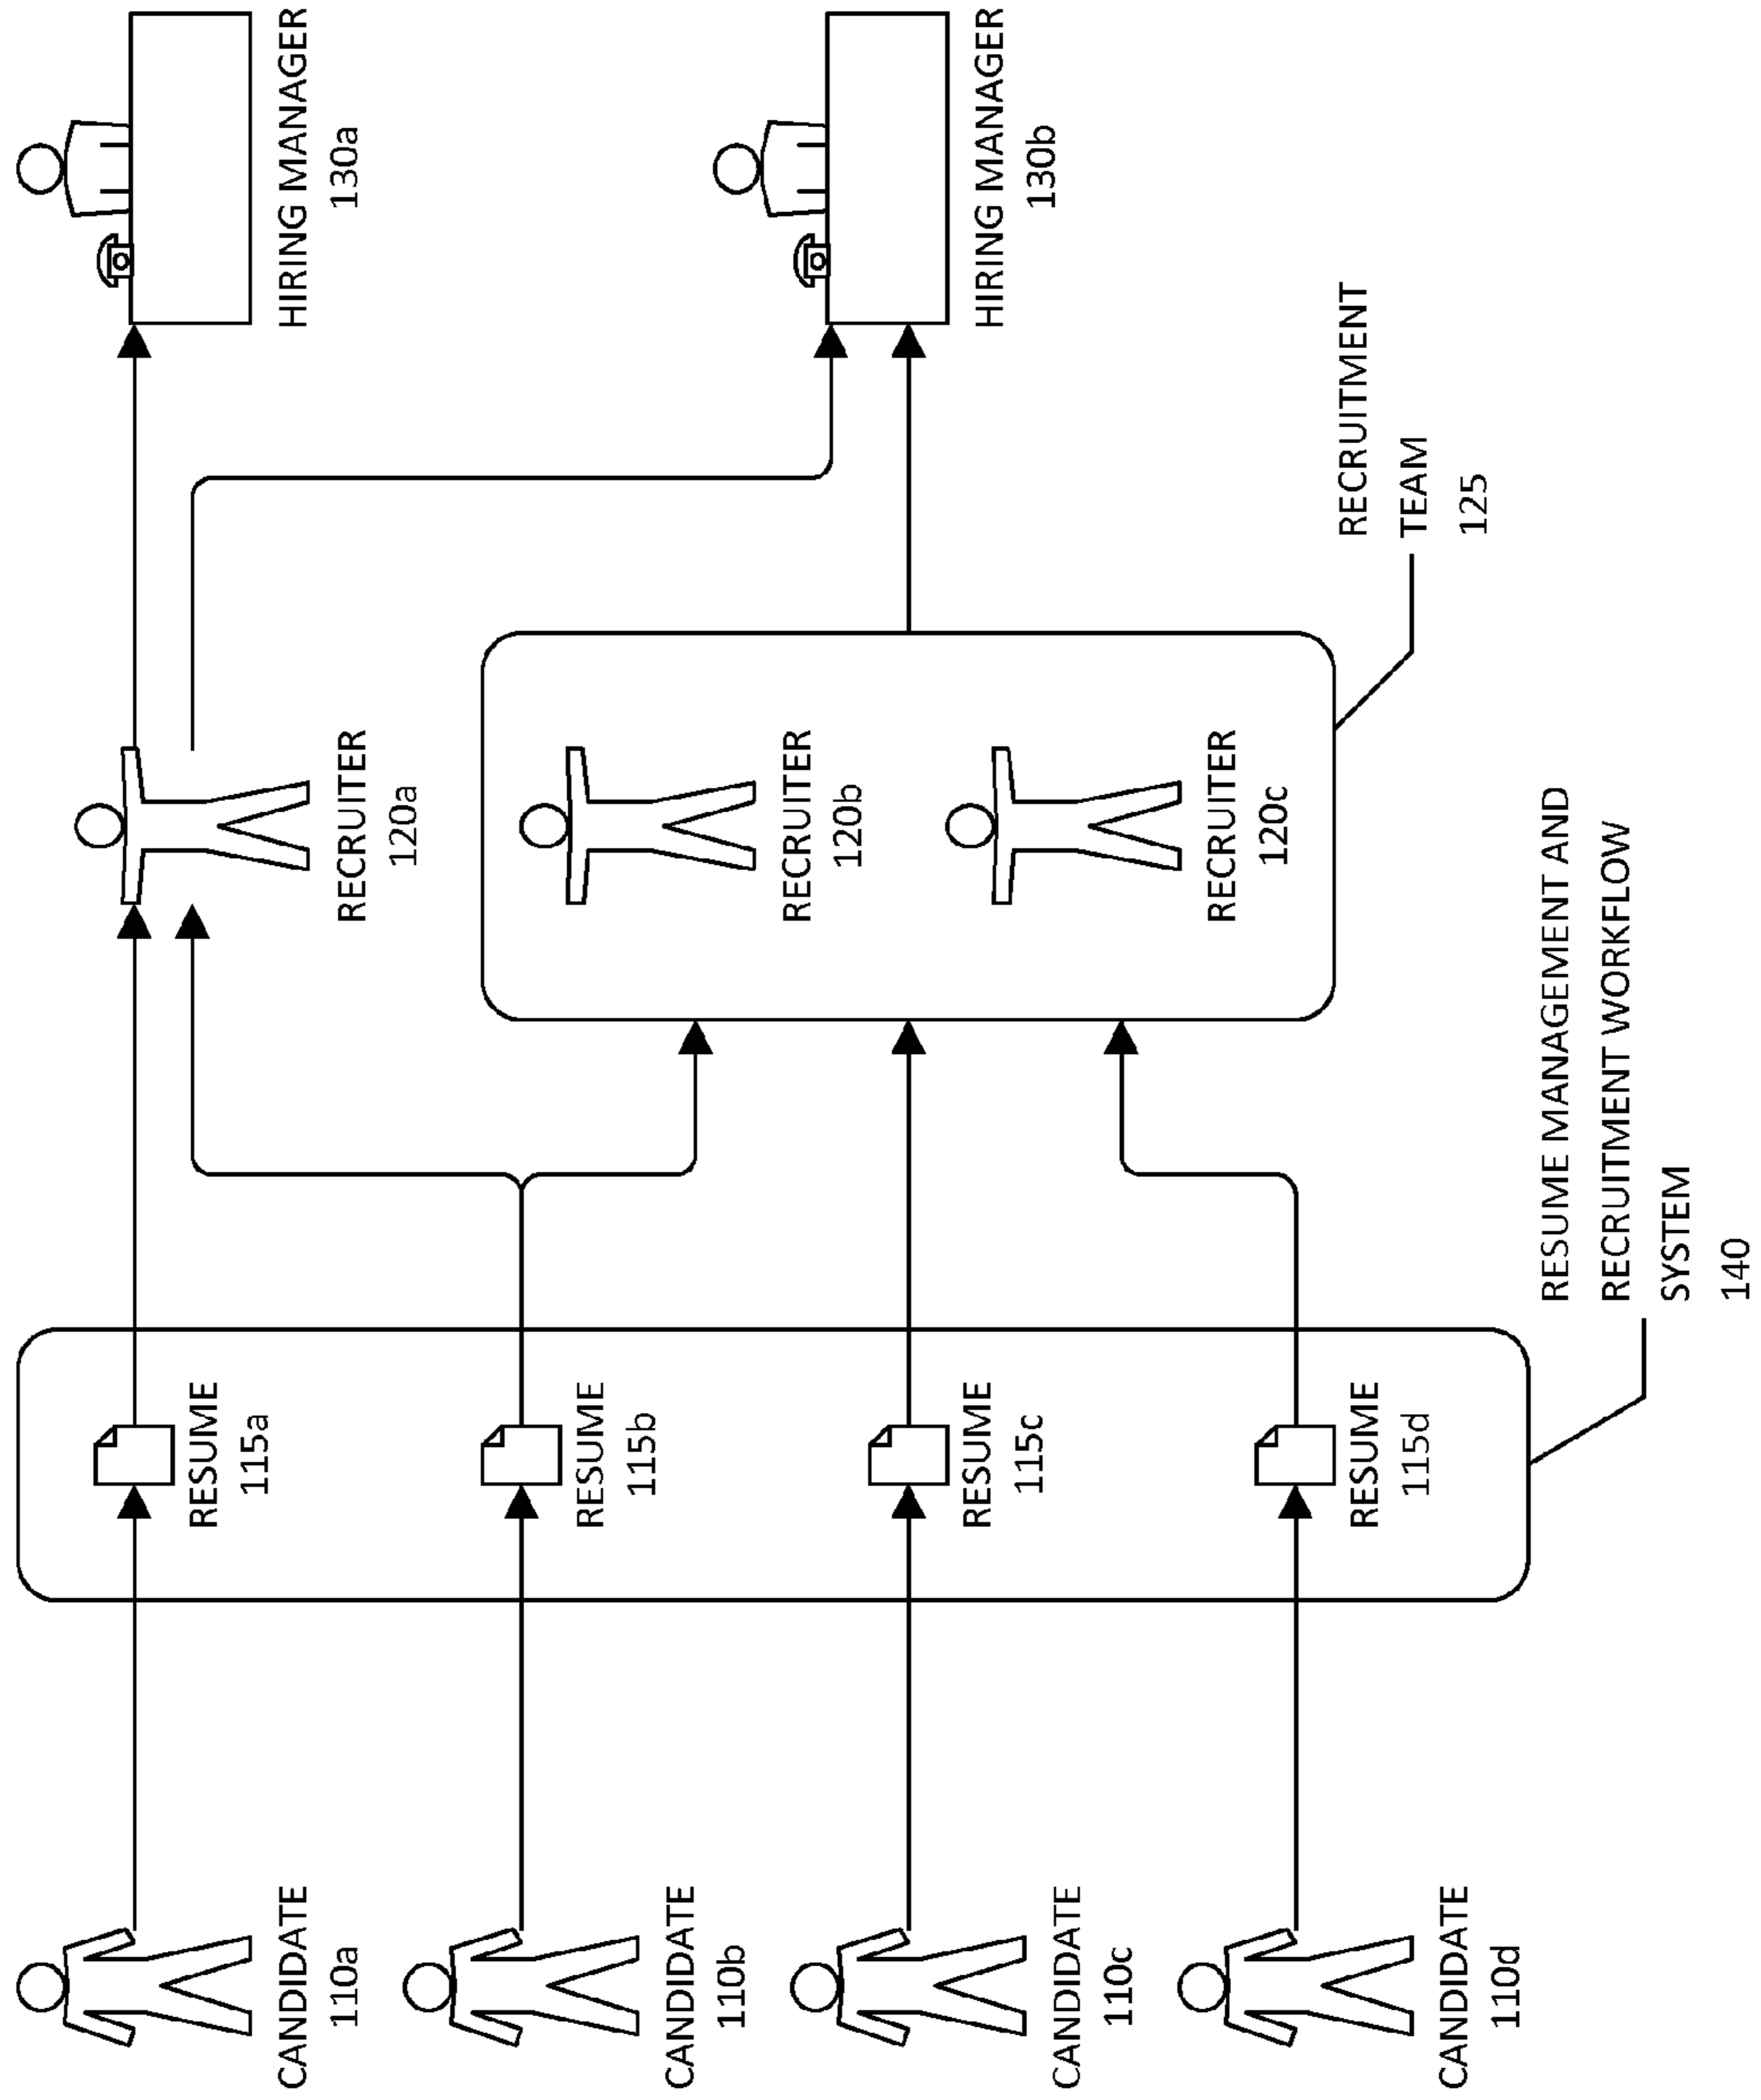 CANDIDATE
110a
CANDIDATE
110b
CANDIDATE
110c
CANDIDATE
110d
RESUME
115a
RESUME
115b
RESUME
115c
RESUME
115d
RESUME MANAGEMENT AND
RECRUITMENT WORKFLOW
SYSTEM
140
RECRUITER
120a
RECRUITER
120b
RECRUITER
120c
RECRUITMENT
TEAM
125
HIRING MANAGER
130a
HIRING MANAGER
130b